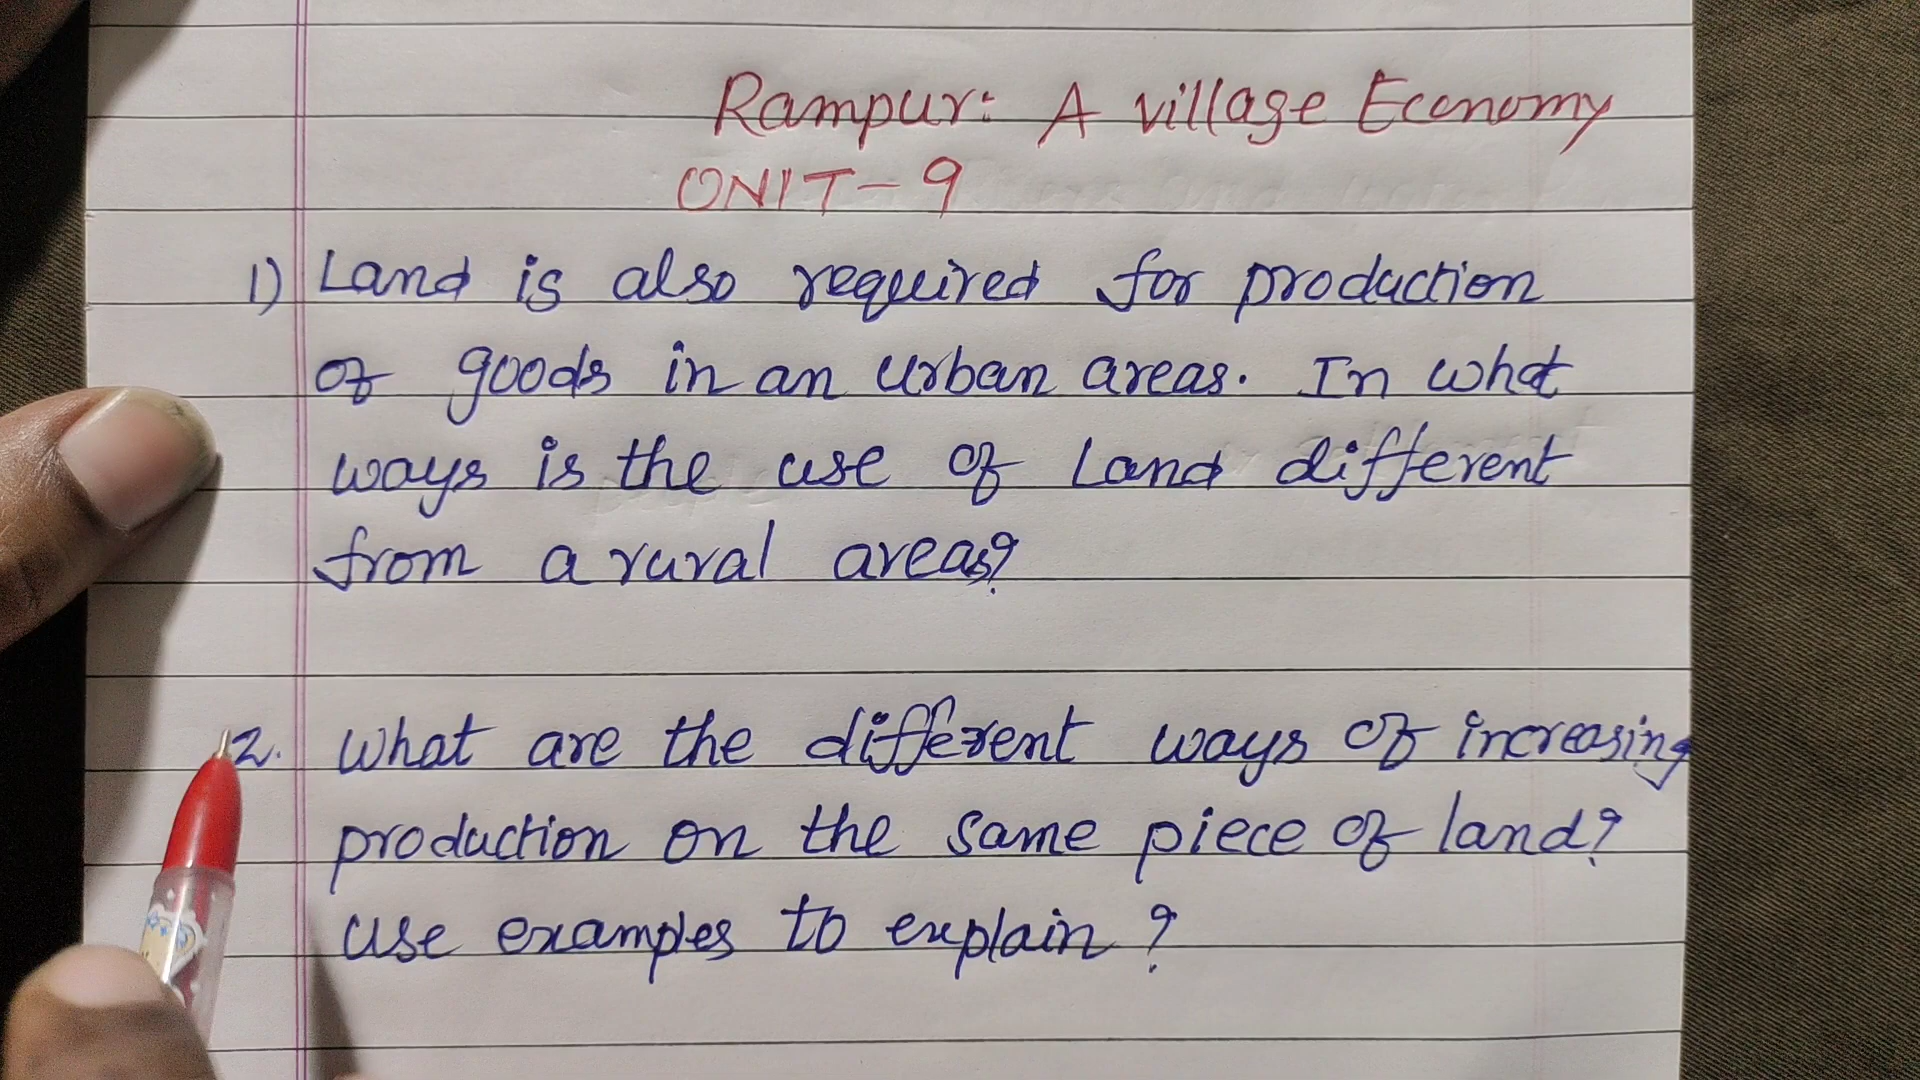 Rampur: A village Economy
UNIT-9
1) Land is also required for production
of goods in an urban areas. In what
ways is the use of Land different
from a rural areas?
2. What are the different ways of increasing
production on the same piece of land?
use examples to explain?